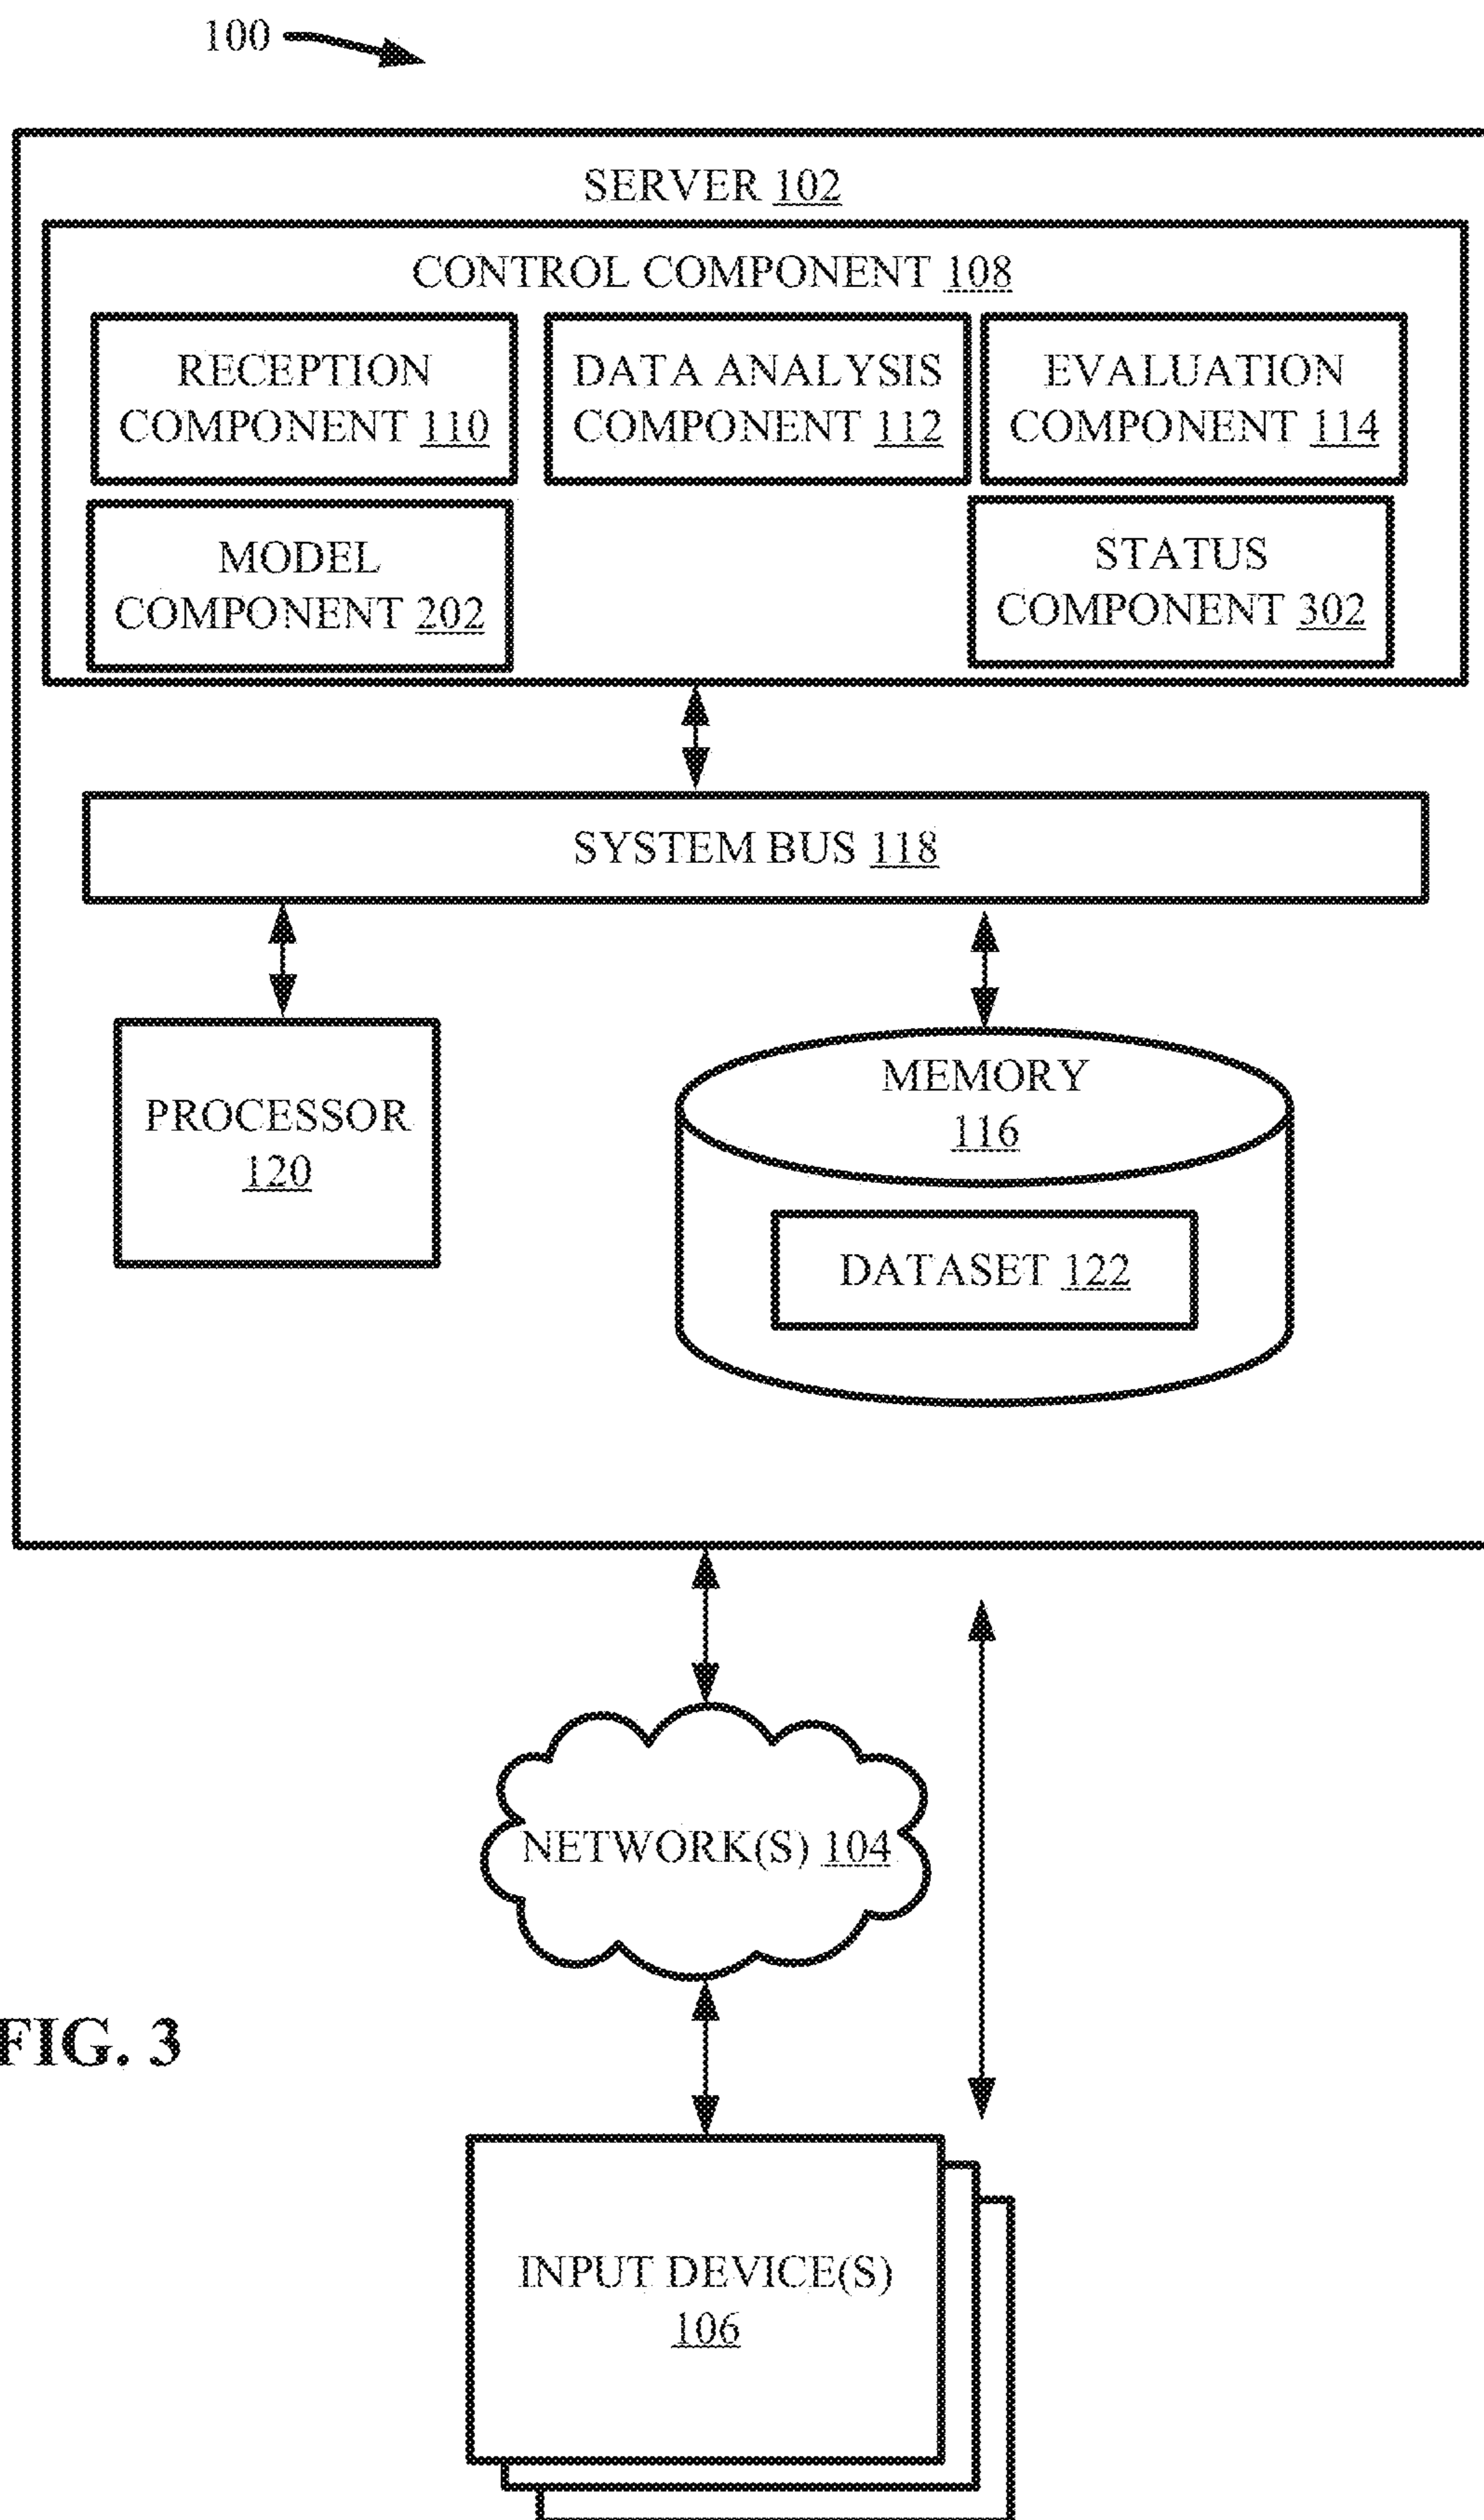 100
SERVER 102
CONTROL COMPONENT 108
RECEPTION
COMPONENT 110
DATA ANALYSIS
COMPONENT 112
EVALUATION
COMPONENT 114
MODEL
COMPONENT 202
STATUS
COMPONENT 302
SYSTEM BUS 118
PROCESSOR
120
MEMORY
116
DATASET 122
NETWORK(S) 104
FIG. 3
INPUT DEVICE(S)
106